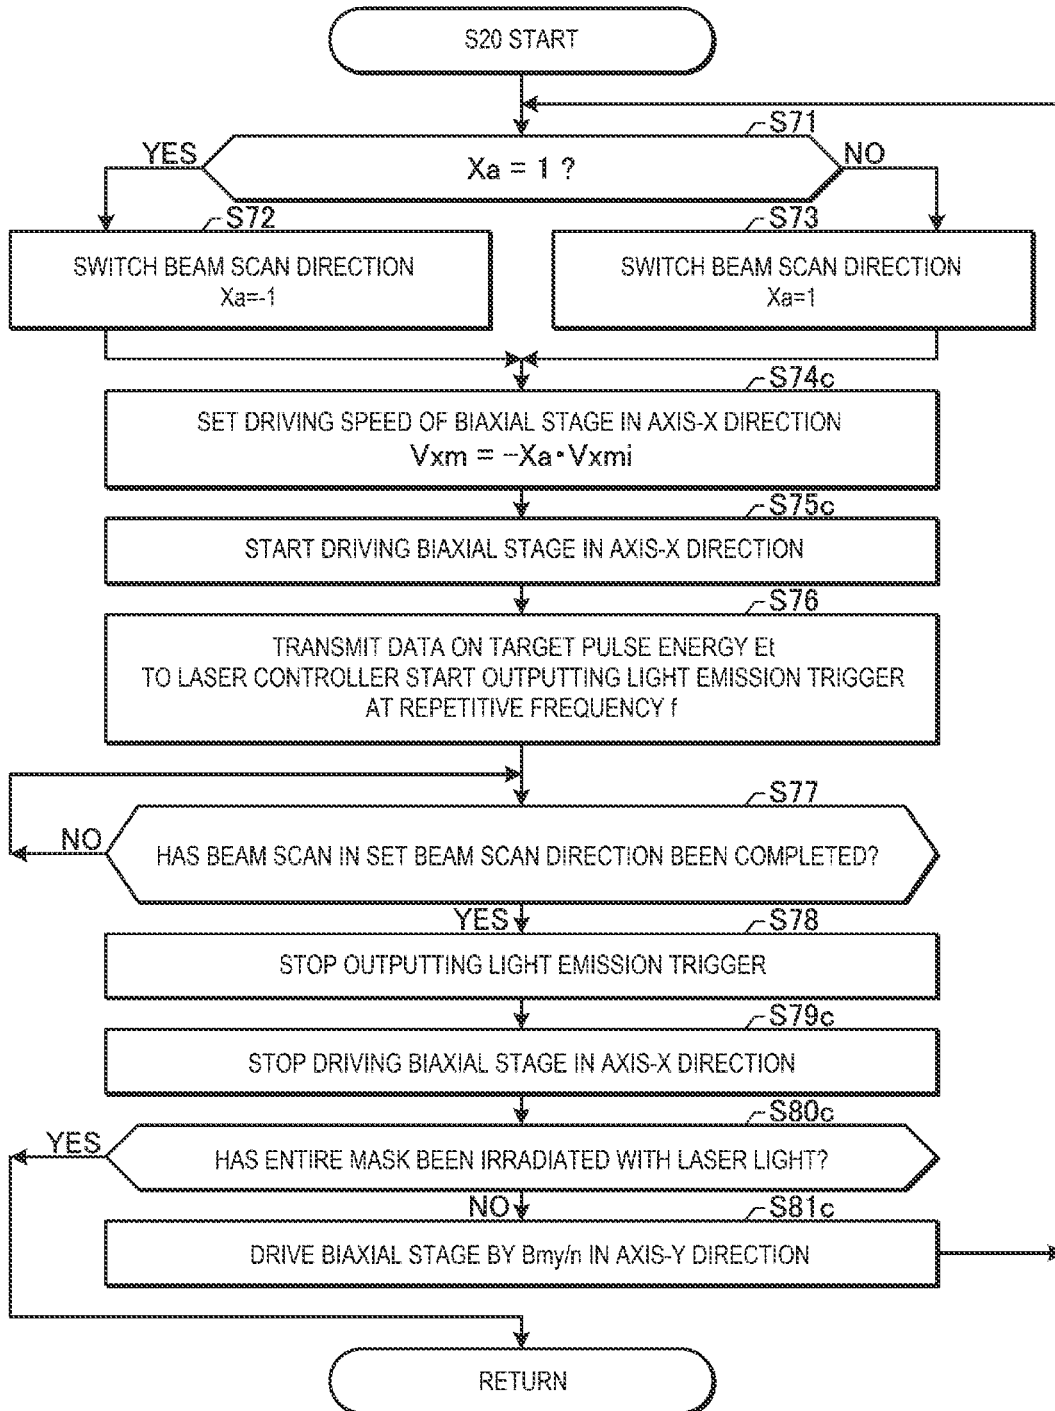 S20 START
S71
YES
Xa = 1 ?
NO
S72
SWITCH BEAM SCAN DIRECTION
Xa=-1
S73
SWITCH BEAM SCAN DIRECTION
Xa=1
S74c
SET DRIVING SPEED OF BIAXIAL STAGE IN AXIS-X DIRECTION
Vxm = -Xa·Vxmi
S75c
START DRIVING BIAXIAL STAGE IN AXIS-X DIRECTION
S76
TRANSMIT DATA ON TARGET PULSE ENERGY Et
TO LASER CONTROLLER START OUTPUTTING LIGHT EMISSION TRIGGER
AT REPETITIVE FREQUENCY f
S77
NO
HAS BEAM SCAN IN SET BEAM SCAN DIRECTION BEEN COMPLETED?
YES
S78
STOP OUTPUTTING LIGHT EMISSION TRIGGER
S79c
STOP DRIVING BIAXIAL STAGE IN AXIS-X DIRECTION
S80c
YES
HAS ENTIRE MASK BEEN IRRADIATED WITH LASER LIGHT?
NO
S81c
DRIVE BIAXIAL STAGE BY Bmy/n IN AXIS-Y DIRECTION
RETURN